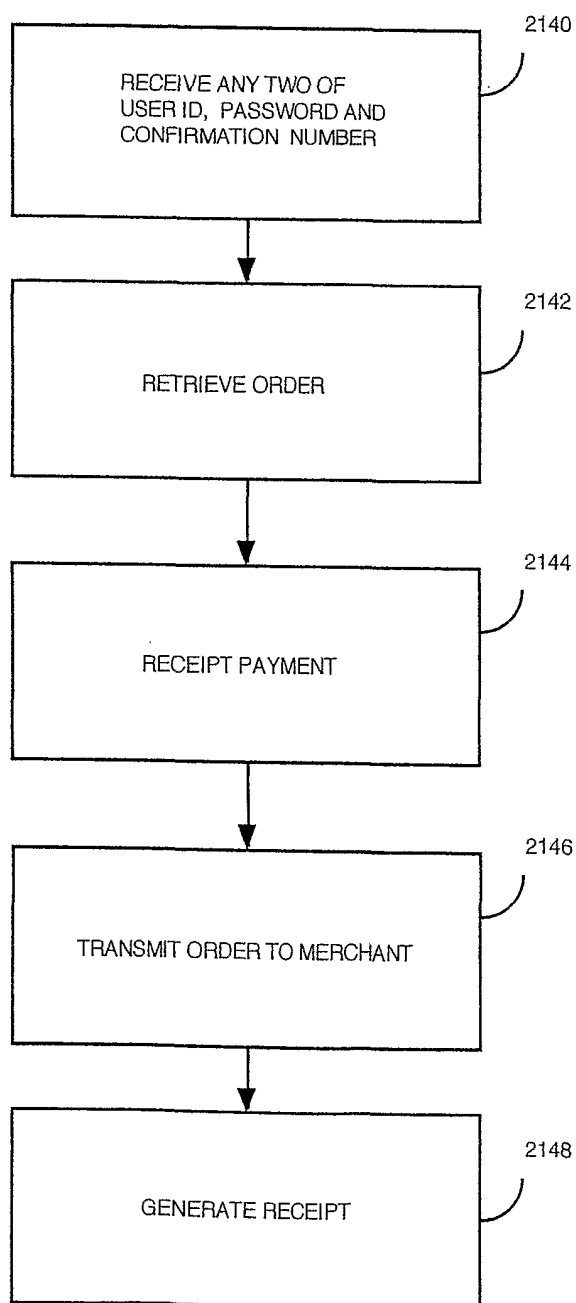 2140
RECEIVE ANY TWO OF
USER ID, PASSWORD AND
CONFIRMATION NUMBER
2142
RETRIEVE ORDER
2144
RECEIPT PAYMENT
2146
TRANSMIT ORDER TO MERCHANT
2148
GENERATE RECEIPT